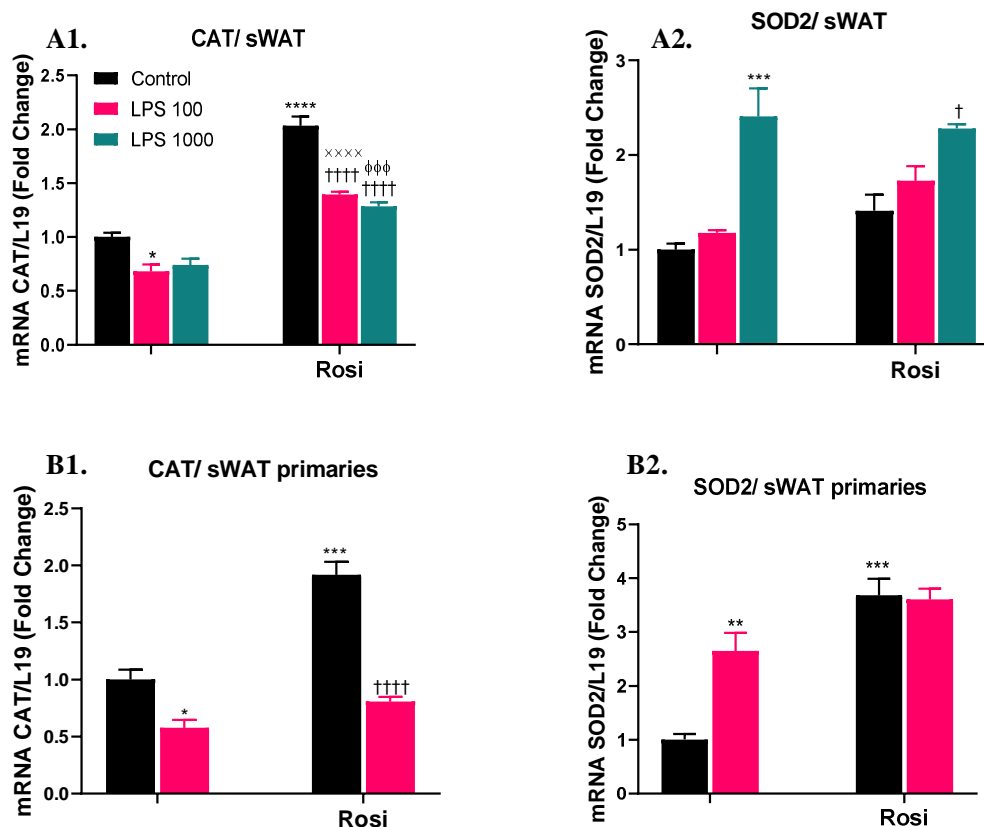 A1.
CAT/ sWAT
mRNA CAT/L19 (Fold Change)
2.5
2.0
1.5
1.0
0.5
0.0
Control
LPS 100
LPS 1000
*
****
××××
††††
ϕϕϕ
††††
Rosi
A2.
SOD2/ sWAT
mRNA SOD2/L19 (Fold Change)
3
2
1
0
***
†
Rosi
B1.
CAT/ sWAT primaries
mRNA CAT/L19 (Fold Change)
2.5
2.0
1.5
1.0
0.5
0.0
*
***
††††
Rosi
B2.
SOD2/ sWAT primaries
mRNA SOD2/L19 (Fold Change)
5
4
3
2
1
0
**
***
Rosi